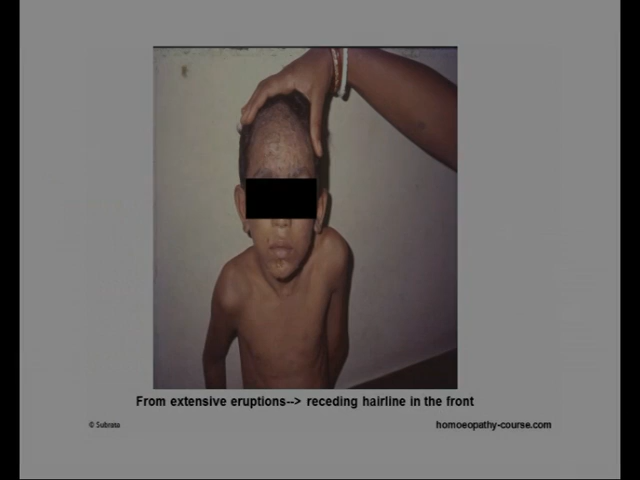 From extensive eruptions--> receding hairline in the front
© Subrata
homoeopathy-course.com